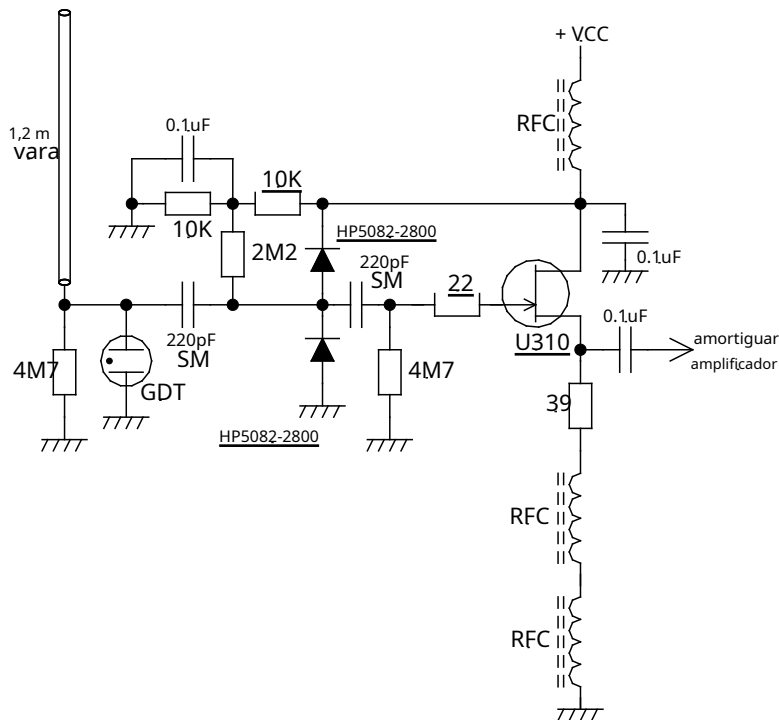 + VCC
RFC
1,2 m
vara
0.1uF
10K
10K
2M2
HP5082-2800
220pF
SM
22
0.1uF
0.1uF
U310
amortiguar
amplificador
220pF
SM
4M7
GDT
4M7
39
HP5082-2800
RFC
RFC